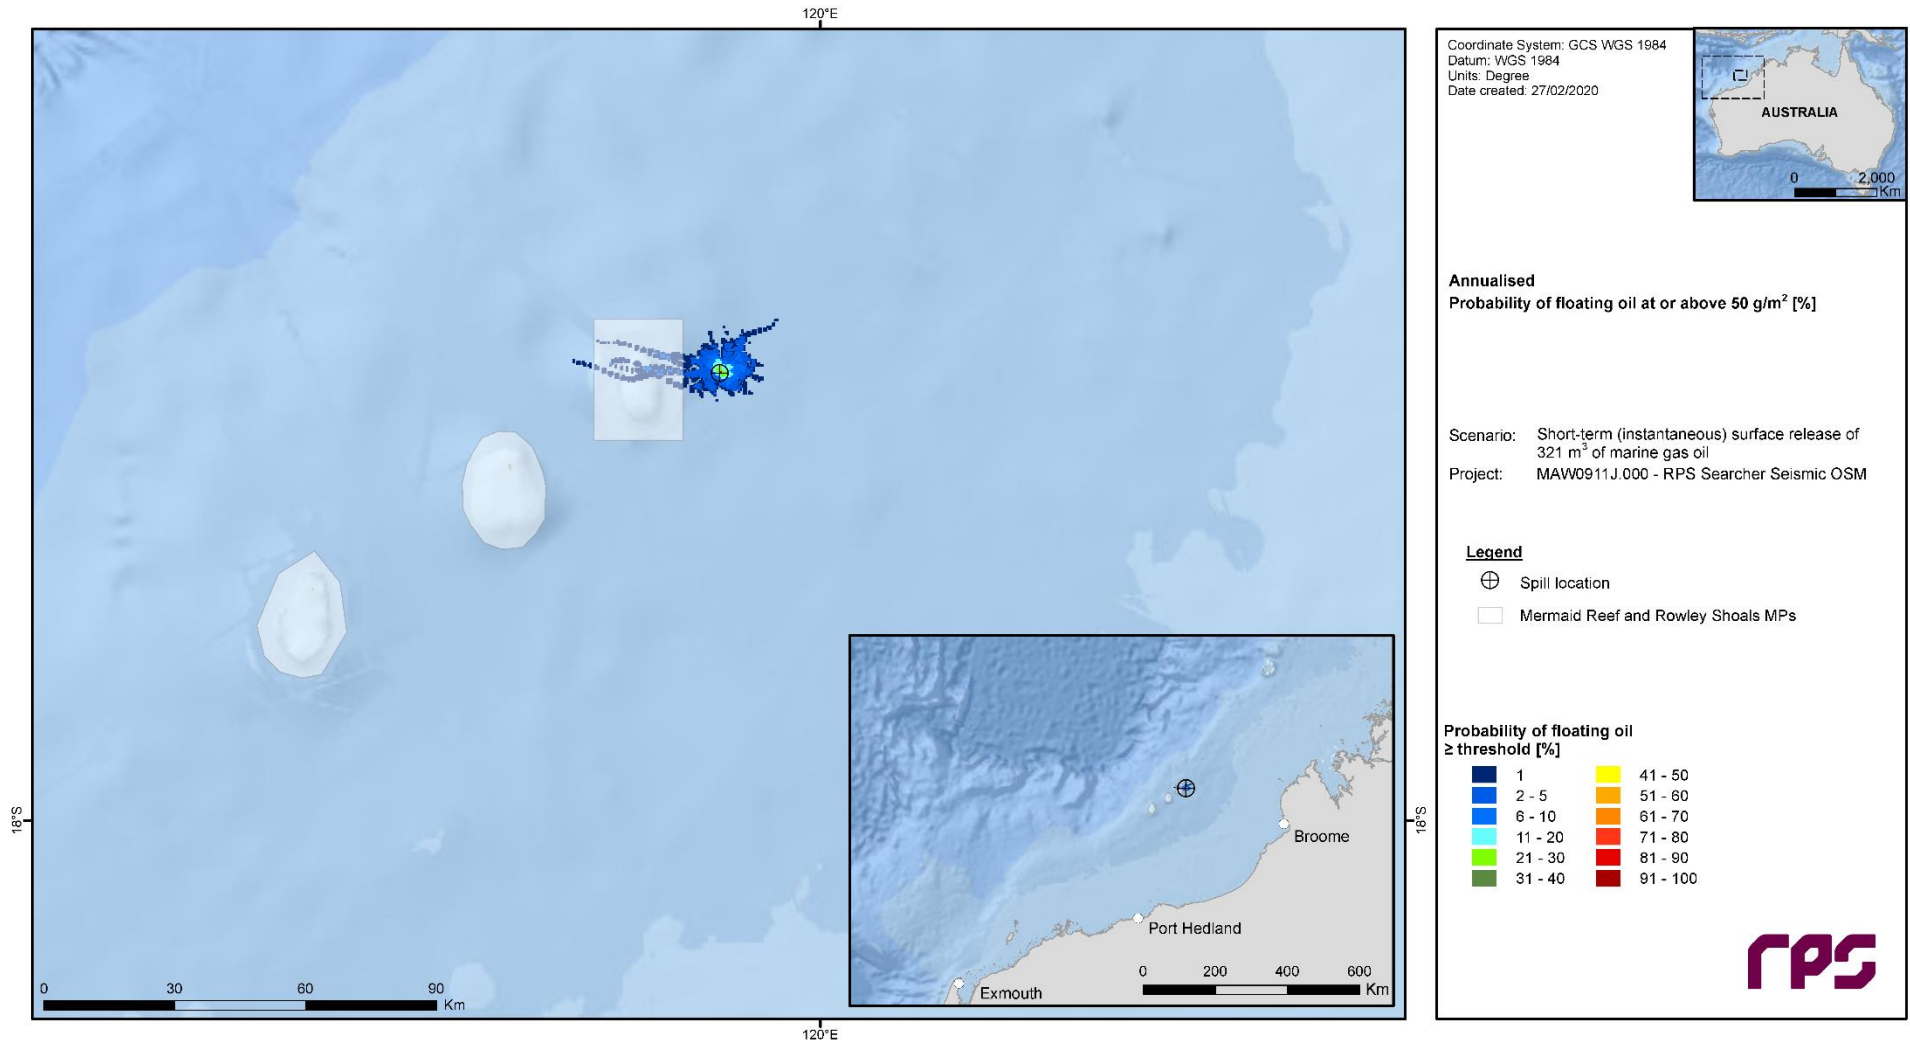 120°E
18°S
18°S
0 30 60 90
Km
120°E
Broome
Port Hedland
Exmouth
0 200 400 600
Km
Coordinate System: GCS WGS 1984
Datum: WGS 1984
Units: Degree
Date created: 27/02/2020
AUSTRALIA
0 2,000
Km
Annualised
Probability of floating oil at or above 50 g/m² [%]
Scenario: Short-term (instantaneous) surface release of
321 m³ of marine gas oil
Project: MAW0911J.000 - RPS Searcher Seismic OSM
Legend
Spill location
Mermaid Reef and Rowley Shoals MPs
Probability of floating oil
≥ threshold [%]
1 41 - 50
2 - 5 51 - 60
6 - 10 61 - 70
11 - 20 71 - 80
21 - 30 81 - 90
31 - 40 91 - 100
rps